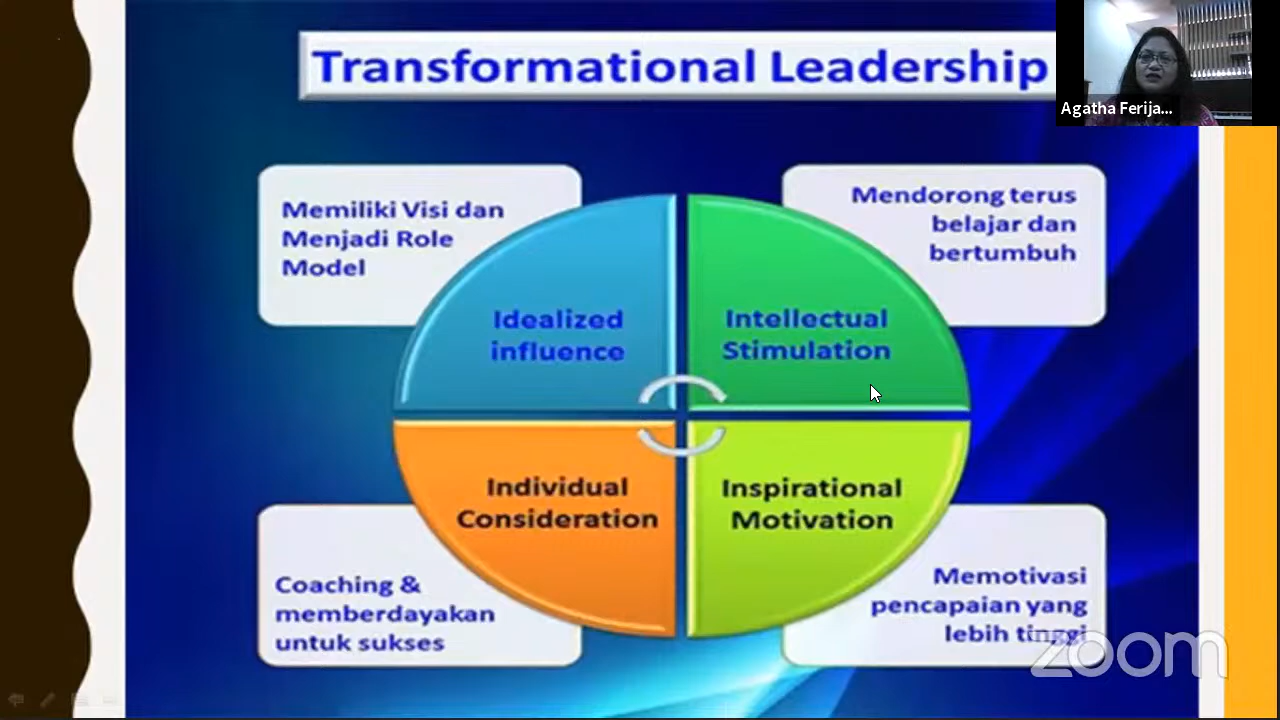 Transformational Leadership
Agatha Ferija...
Memiliki Visi dan
Menjadi Role
Model
Mendorong terus
belajar dan
bertumbuh
Idealized
influence
Intellectual
Stimulation
Individual
Consideration
Inspirational
Motivation
Coaching &
memberdayakan
untuk sukses
Memotivasi
pencapaian yang
lebih tinggi
zoom